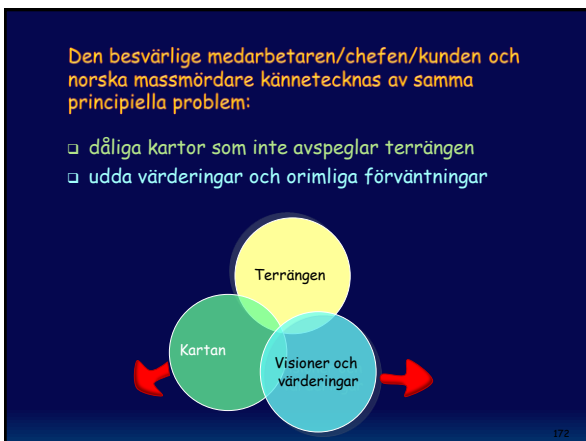 Den besvärlige medarbetaren/chefen/kunden och
norska massmördare kännetecknas av samma
principiella problem:
❑ dåliga kartor som inte avspeglar terrängen
❑ udda värderingar och orimliga förväntningar
Terrängen
Kartan
Visioner och
värderingar
172